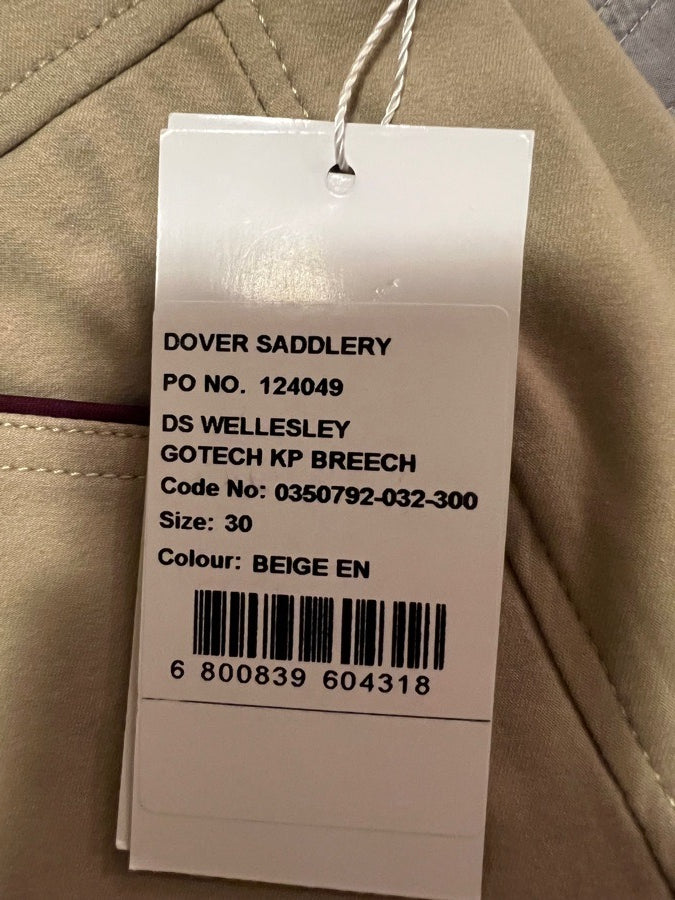 DOVER SADDLERY
PO NO. 124049
DS WELLESLEY
GOTECH KP BREECH
Code No: 0350792-032-300
Size: 30
Colour: BEIGE EN
6 800839 604318